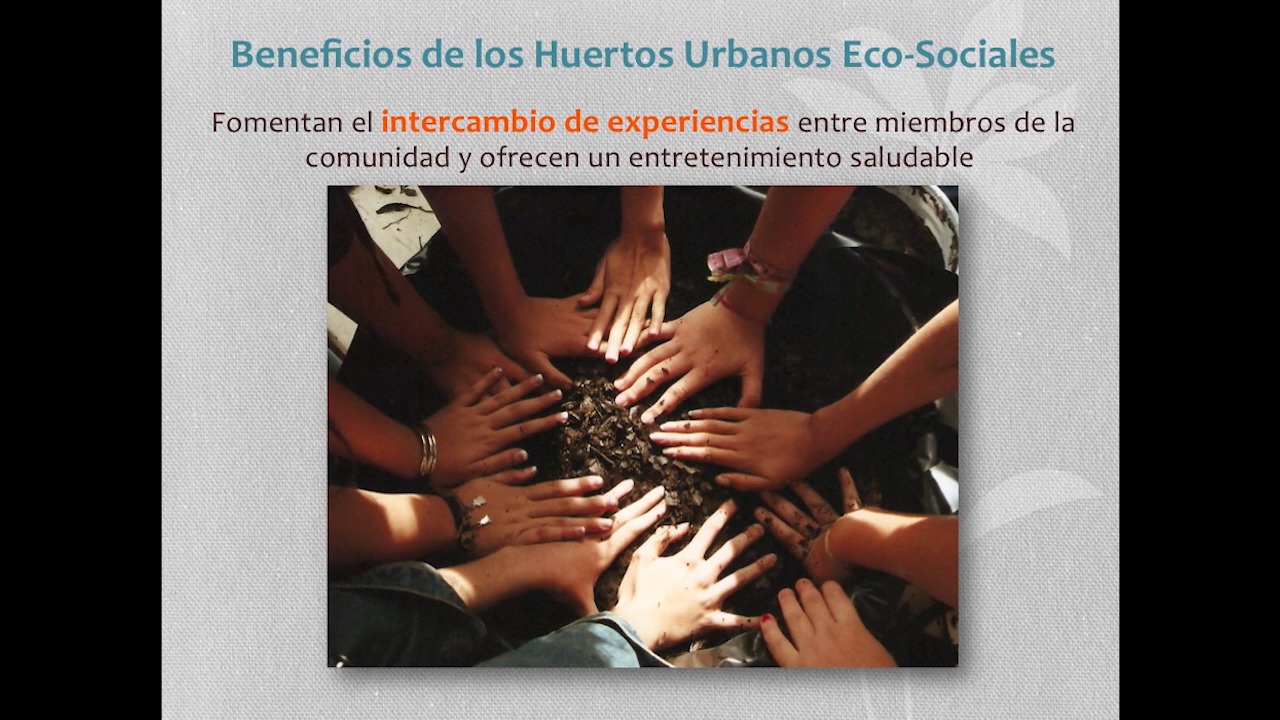 Beneficios de los Huertos Urbanos Eco-Sociales
Fomentan el intercambio de experiencias entre miembros de la
comunidad y ofrecen un entretenimiento saludable